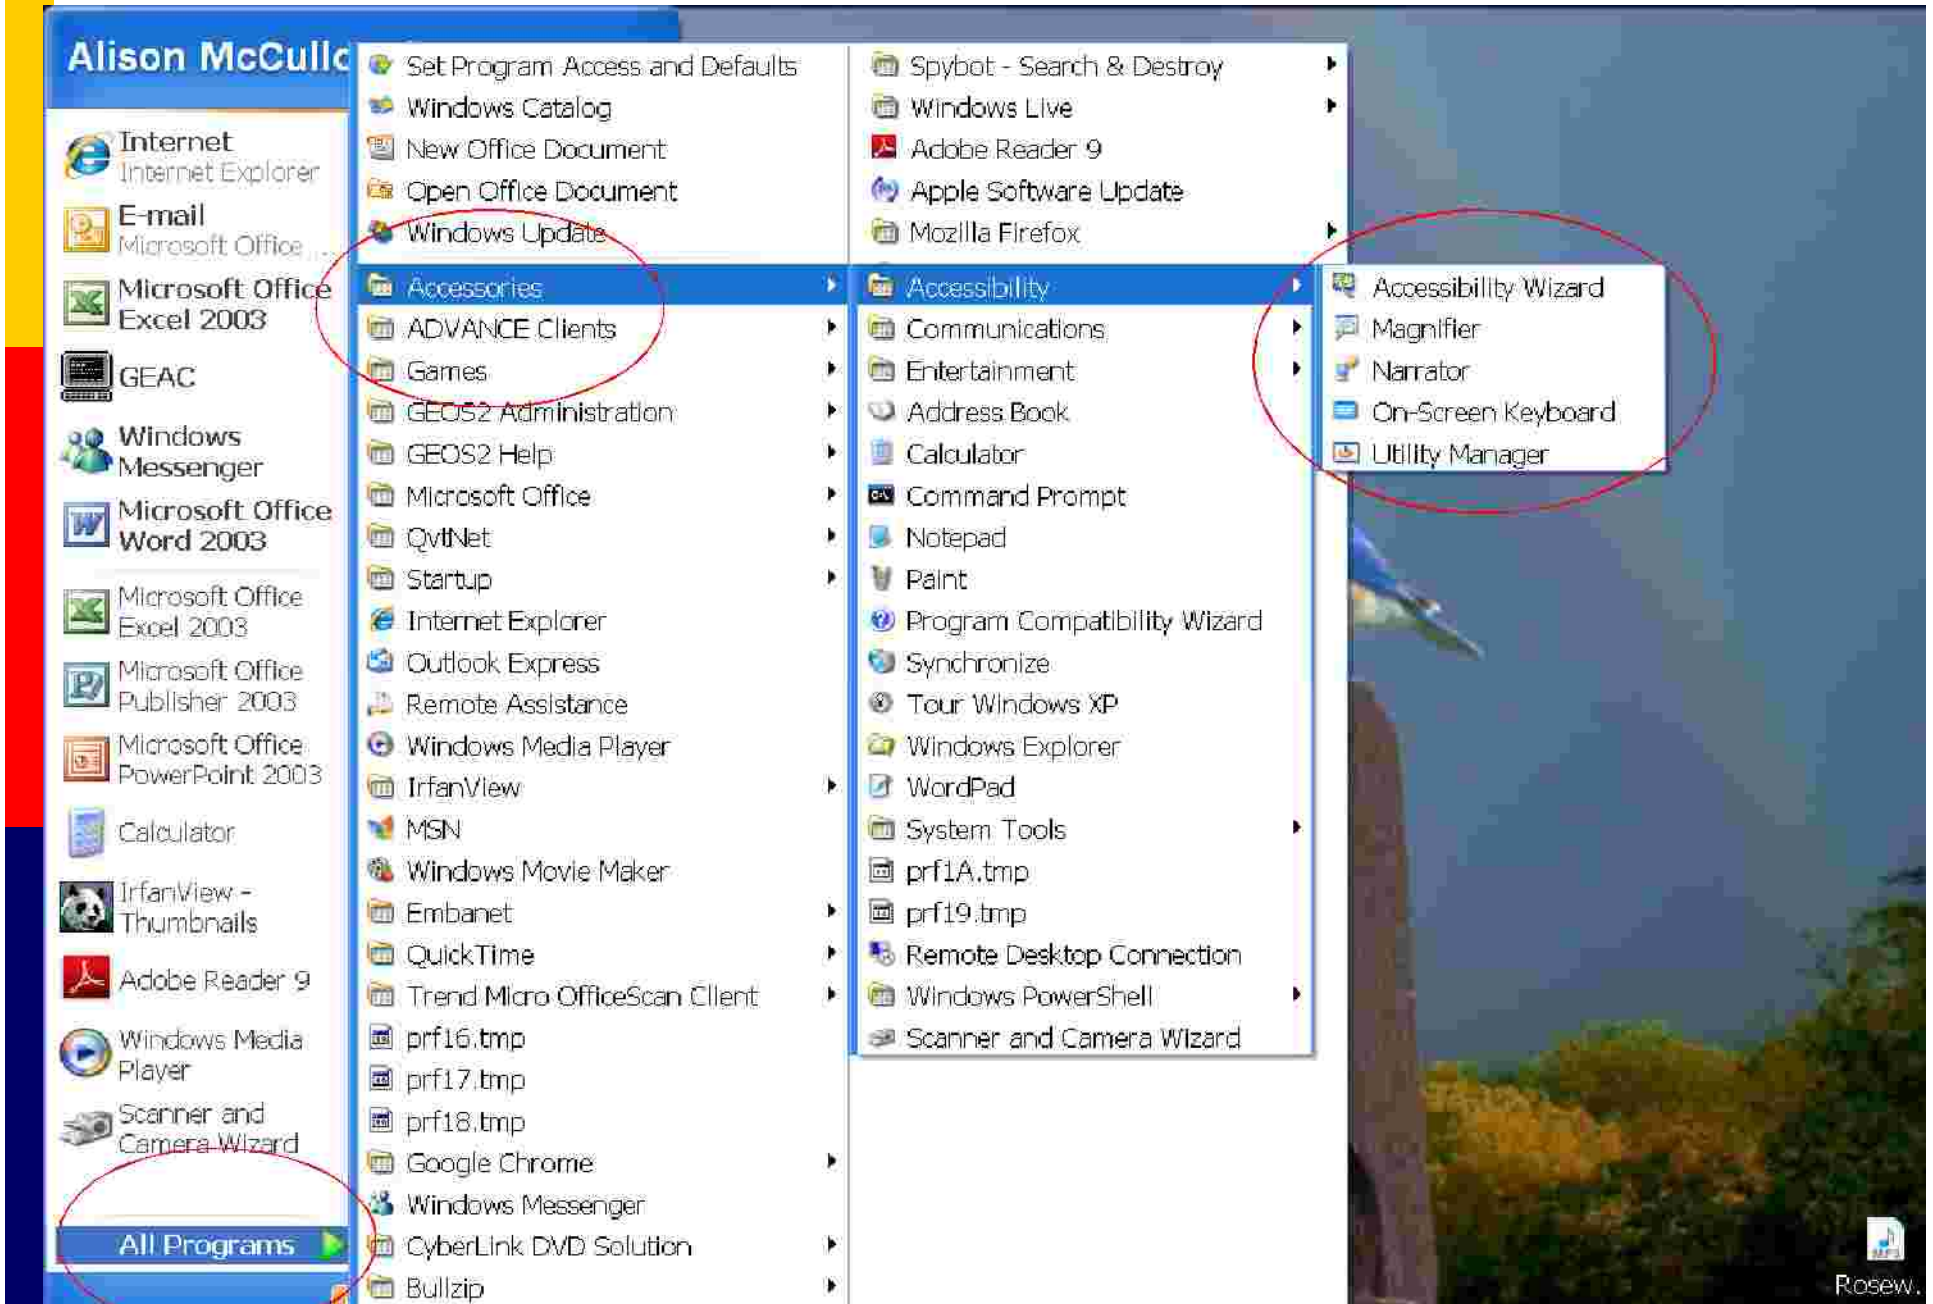 Alison McCullo
Internet
Internet Explorer
E-mail
Microsoft Office ...
Microsoft Office
Excel 2003
GEAC
Windows
Messenger
Microsoft Office
Word 2003
Microsoft Office
Excel 2003
Microsoft Office
Publisher 2003
Microsoft Office
PowerPoint 2003
Calculator
IrfanView -
Thumbnails
Adobe Reader 9
Windows Media
Player
Scanner and
Camera Wizard
All Programs
Set Program Access and Defaults
Windows Catalog
New Office Document
Open Office Document
Windows Update
Accessories
ADVANCE Clients
Games
GEOS2 Administration
GEOS2 Help
Microsoft Office
QvtNet
Startup
Internet Explorer
Outlook Express
Remote Assistance
Windows Media Player
IrfanView
MSN
Windows Movie Maker
Embanet
QuickTime
Trend Micro OfficeScan Client
prf16.tmp
prf17.tmp
prf18.tmp
Google Chrome
Windows Messenger
CyberLink DVD Solution
Bullzip
Spybot - Search & Destroy
Windows Live
Adobe Reader 9
Apple Software Update
Mozilla Firefox
Accessibility
Communications
Entertainment
Address Book
Calculator
Command Prompt
Notepad
Paint
Program Compatibility Wizard
Synchronize
Tour Windows XP
Windows Explorer
WordPad
System Tools
prf1A.tmp
prf19.tmp
Remote Desktop Connection
Windows PowerShell
Scanner and Camera Wizard
Accessibility Wizard
Magnifier
Narrator
On-Screen Keyboard
Utility Manager
MP3
Rosew.